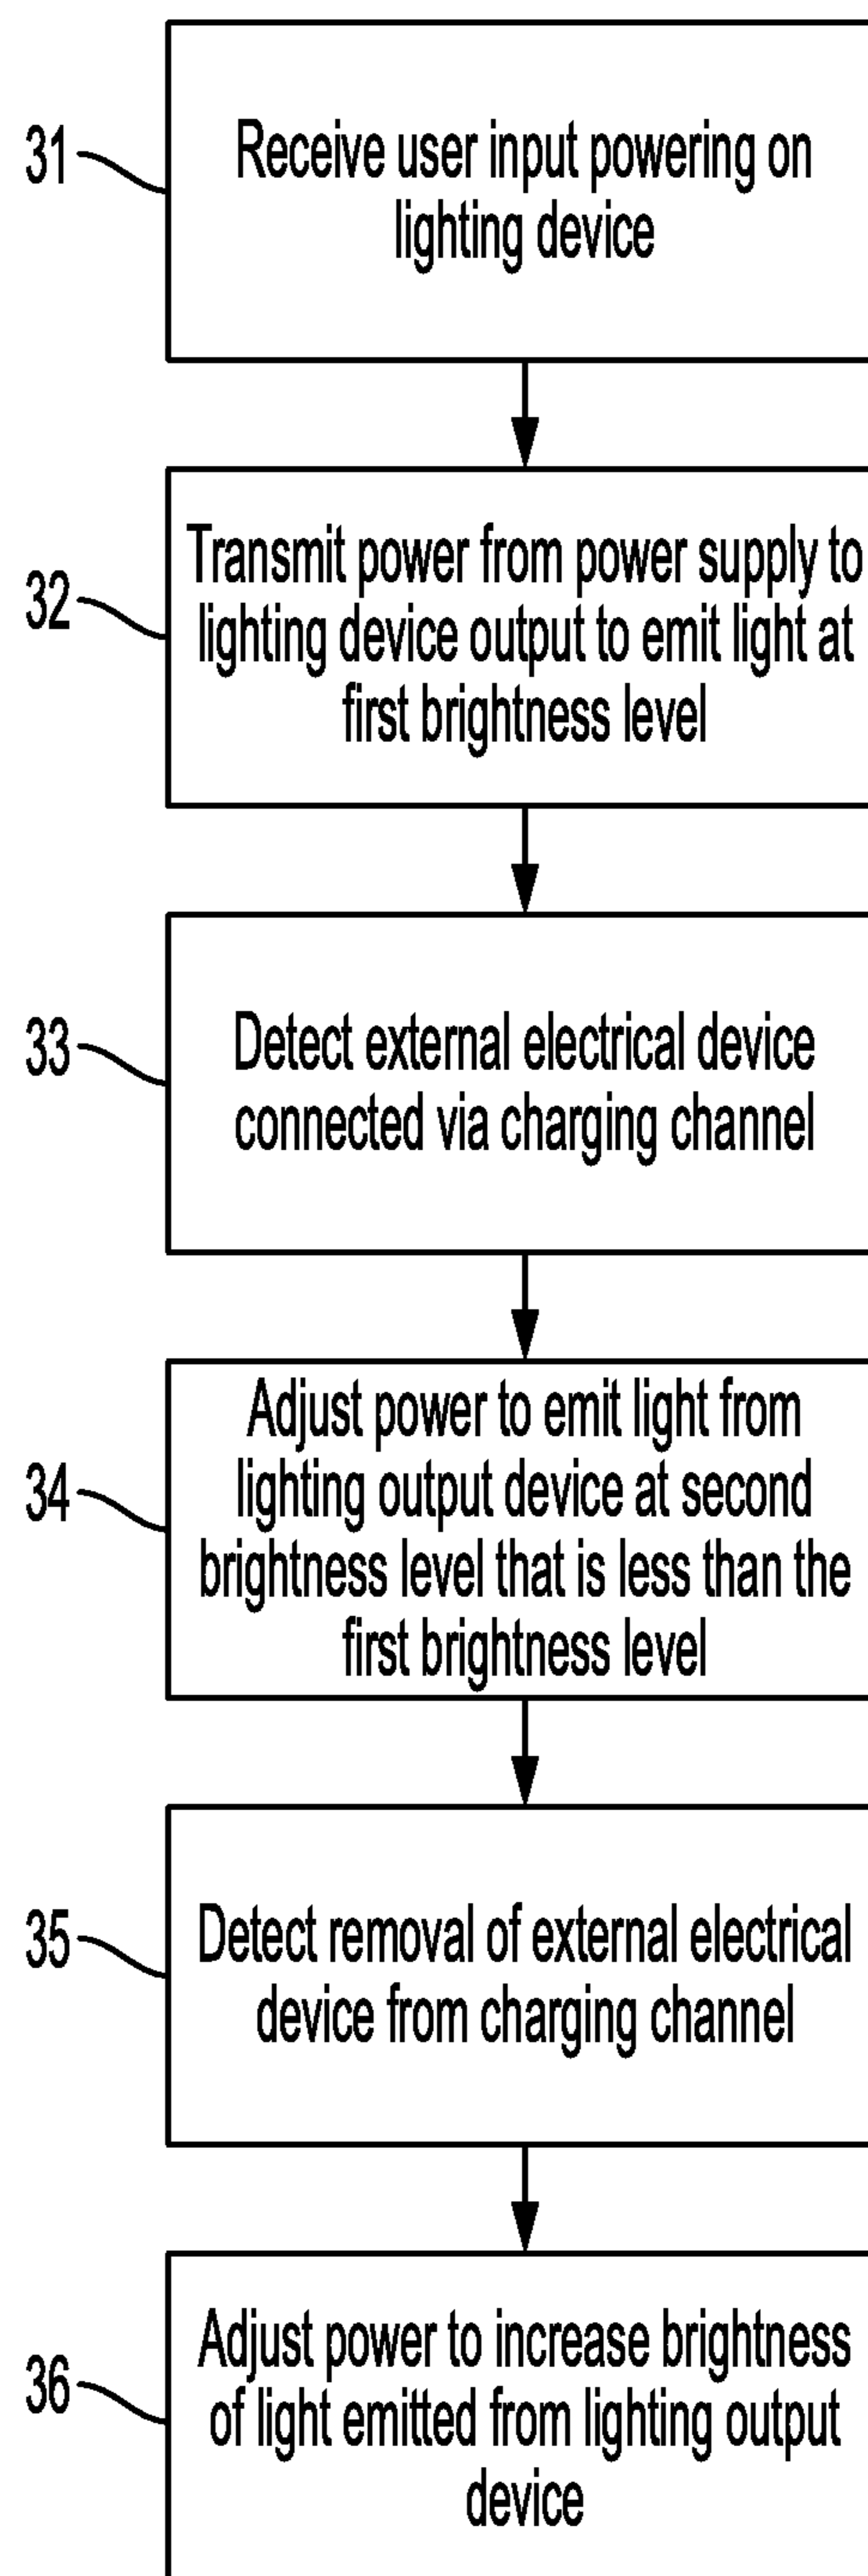 31
Receive user input powering on
lighting device
32
Transmit power from power supply to
lighting device output to emit light at
first brightness level
33
Detect external electrical device
connected via charging channel
34
Adjust power to emit light from
lighting output device at second
brightness level that is less than the
first brightness level
35
Detect removal of external electrical
device from charging channel
36
Adjust power to increase brightness
of light emitted from lighting output
device